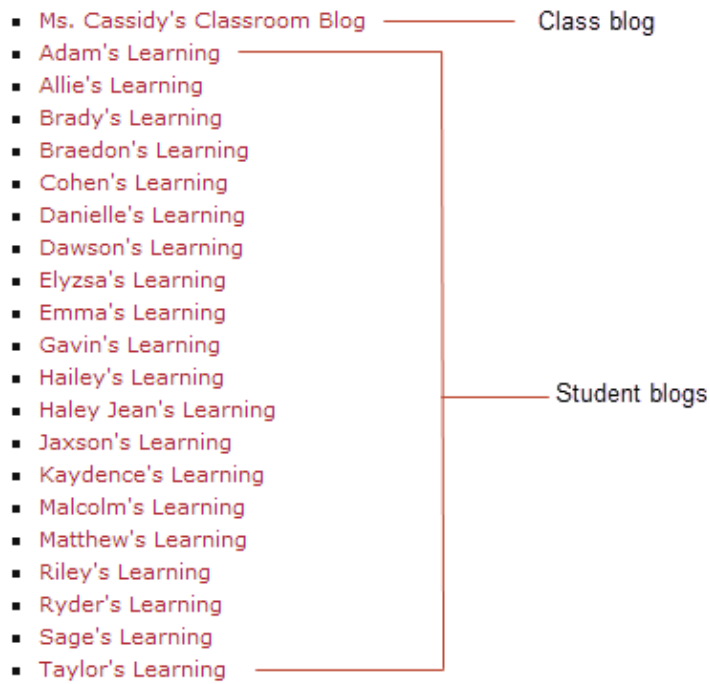 Ms. Cassidy's Classroom Blog Class blog
Adam's Learning
Allie's Learning
Brady's Learning
Braedon's Learning
Cohen's Learning
Danielle's Learning
Dawson's Learning
Elyzsa's Learning
Emma's Learning
Gavin's Learning
Hailey's Learning
Student blogs
Haley Jean's Learning
Jaxson's Learning
Kaydence's Learning
Malcolm's Learning
Matthew's Learning
Riley's Learning
Ryder's Learning
Sage's Learning
Taylor's Learning